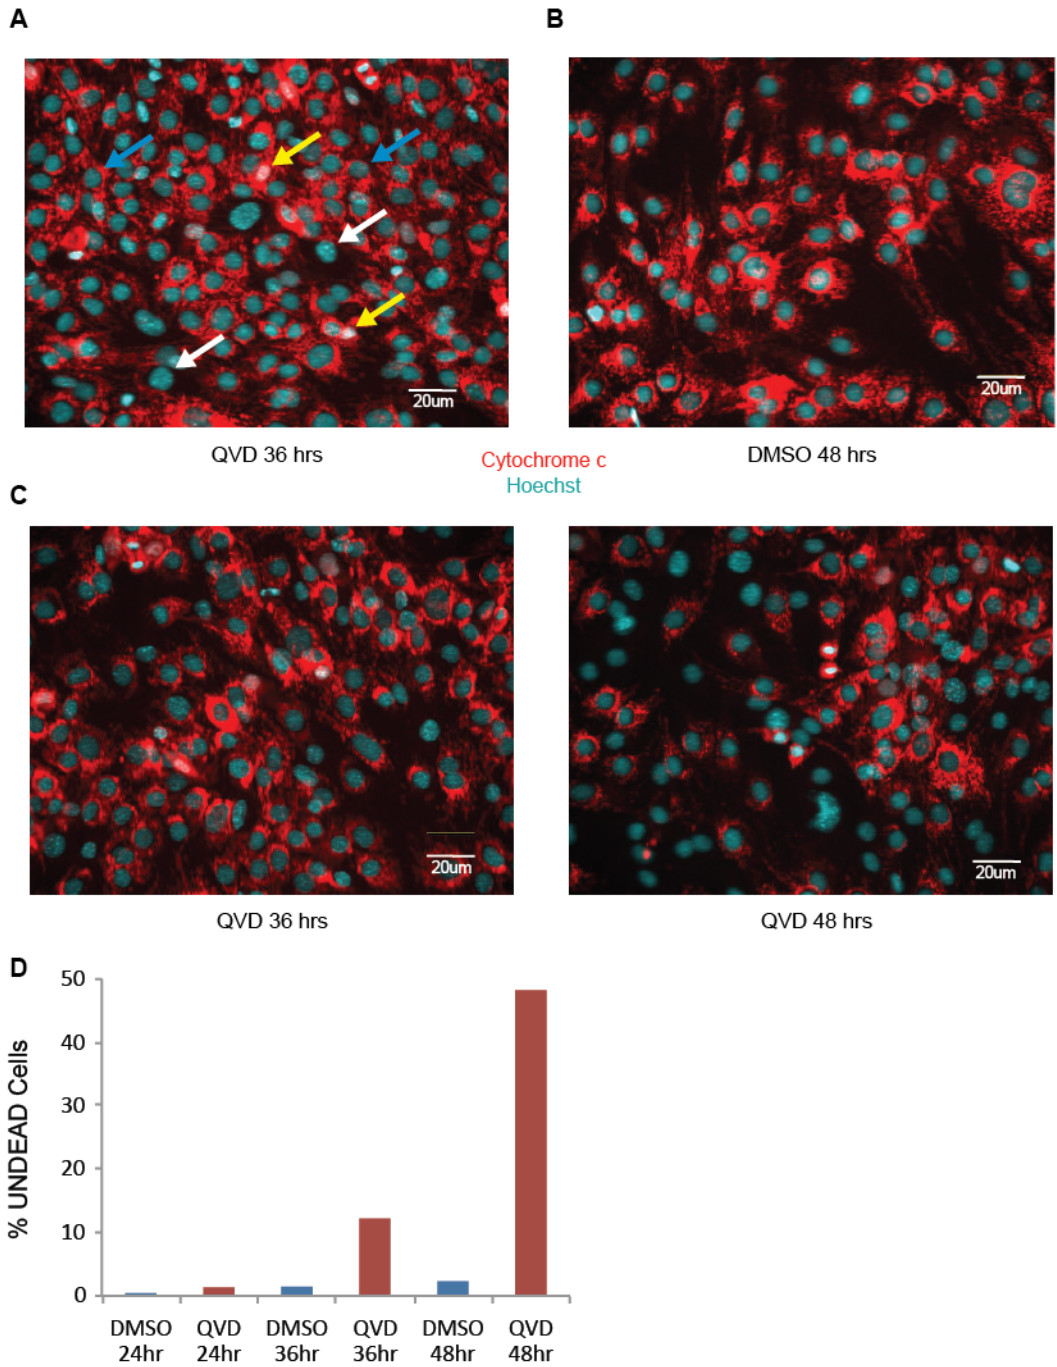 A
B
20um
20um
QVD 36 hrs
DMSO 48 hrs
Cytochrome c
Hoechst
C
20um
20um
QVD 36 hrs
QVD 48 hrs
D
% UNDEAD Cells
50
40
30
20
10
0
DMSO 24hr
QVD 24hr
DMSO 36hr
QVD 36hr
DMSO 48hr
QVD 48hr